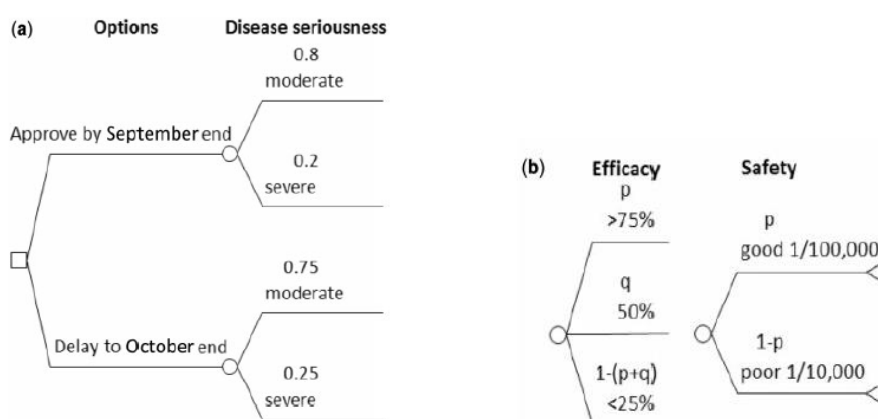 (a) Options Disease seriousness
0.8
moderate
Approve by September end
0.2
severe
0.75
moderate
Delay to October end
0.25
severe
(b) Efficacy Safety
p
>75%
p
good 1/100,000
q
50%
1-p
poor 1/10,000
1-(p+q)
<25%